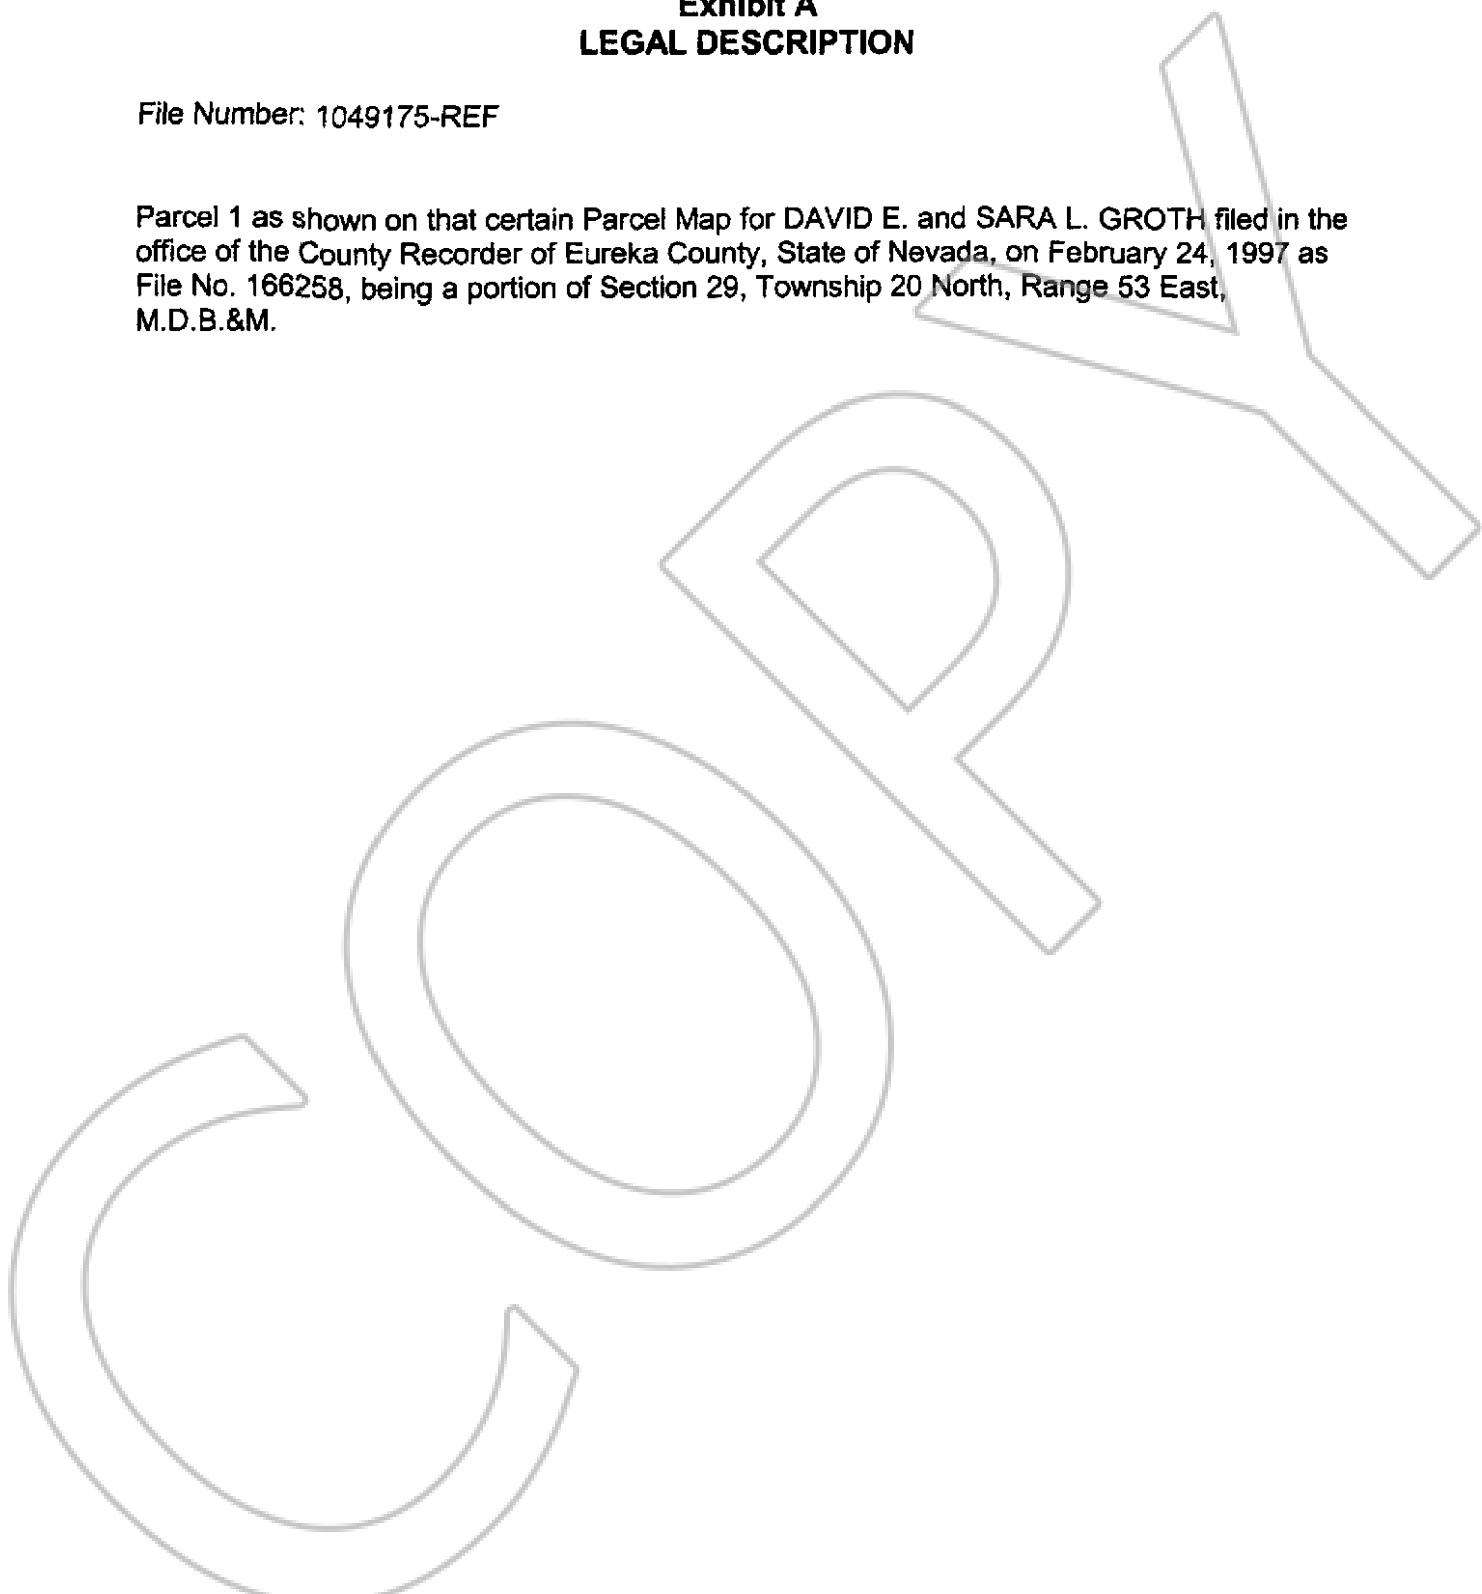 Exhibit A
LEGAL DESCRIPTION
File Number: 1049175-REF
Parcel 1 as shown on that certain Parcel Map for DAVID E. and SARA L. GROTH filed in the
office of the County Recorder of Eureka County, State of Nevada, on February 24, 1997 as
File No. 166258, being a portion of Section 29, Township 20 North, Range 53 East,
M.D.B.&M.
COPY